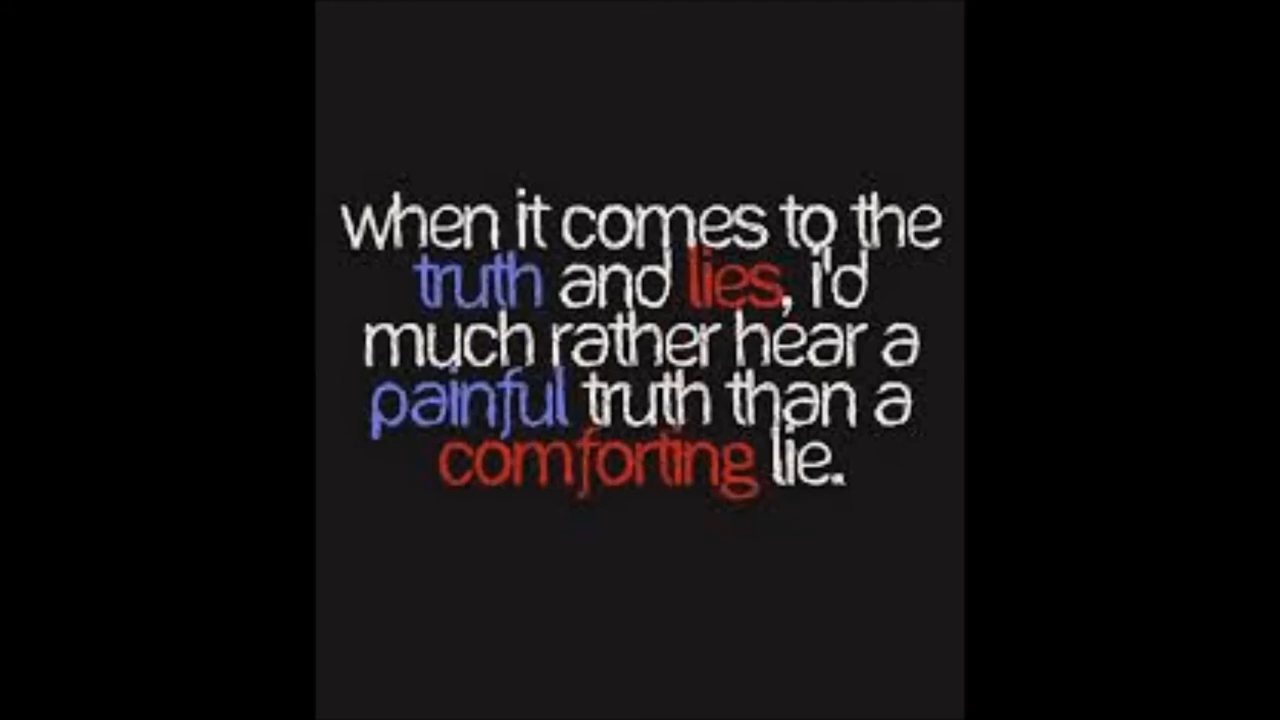 when it comes to the
truth and lies, i'd
much rather hear a
painful truth than a
comforting lie.